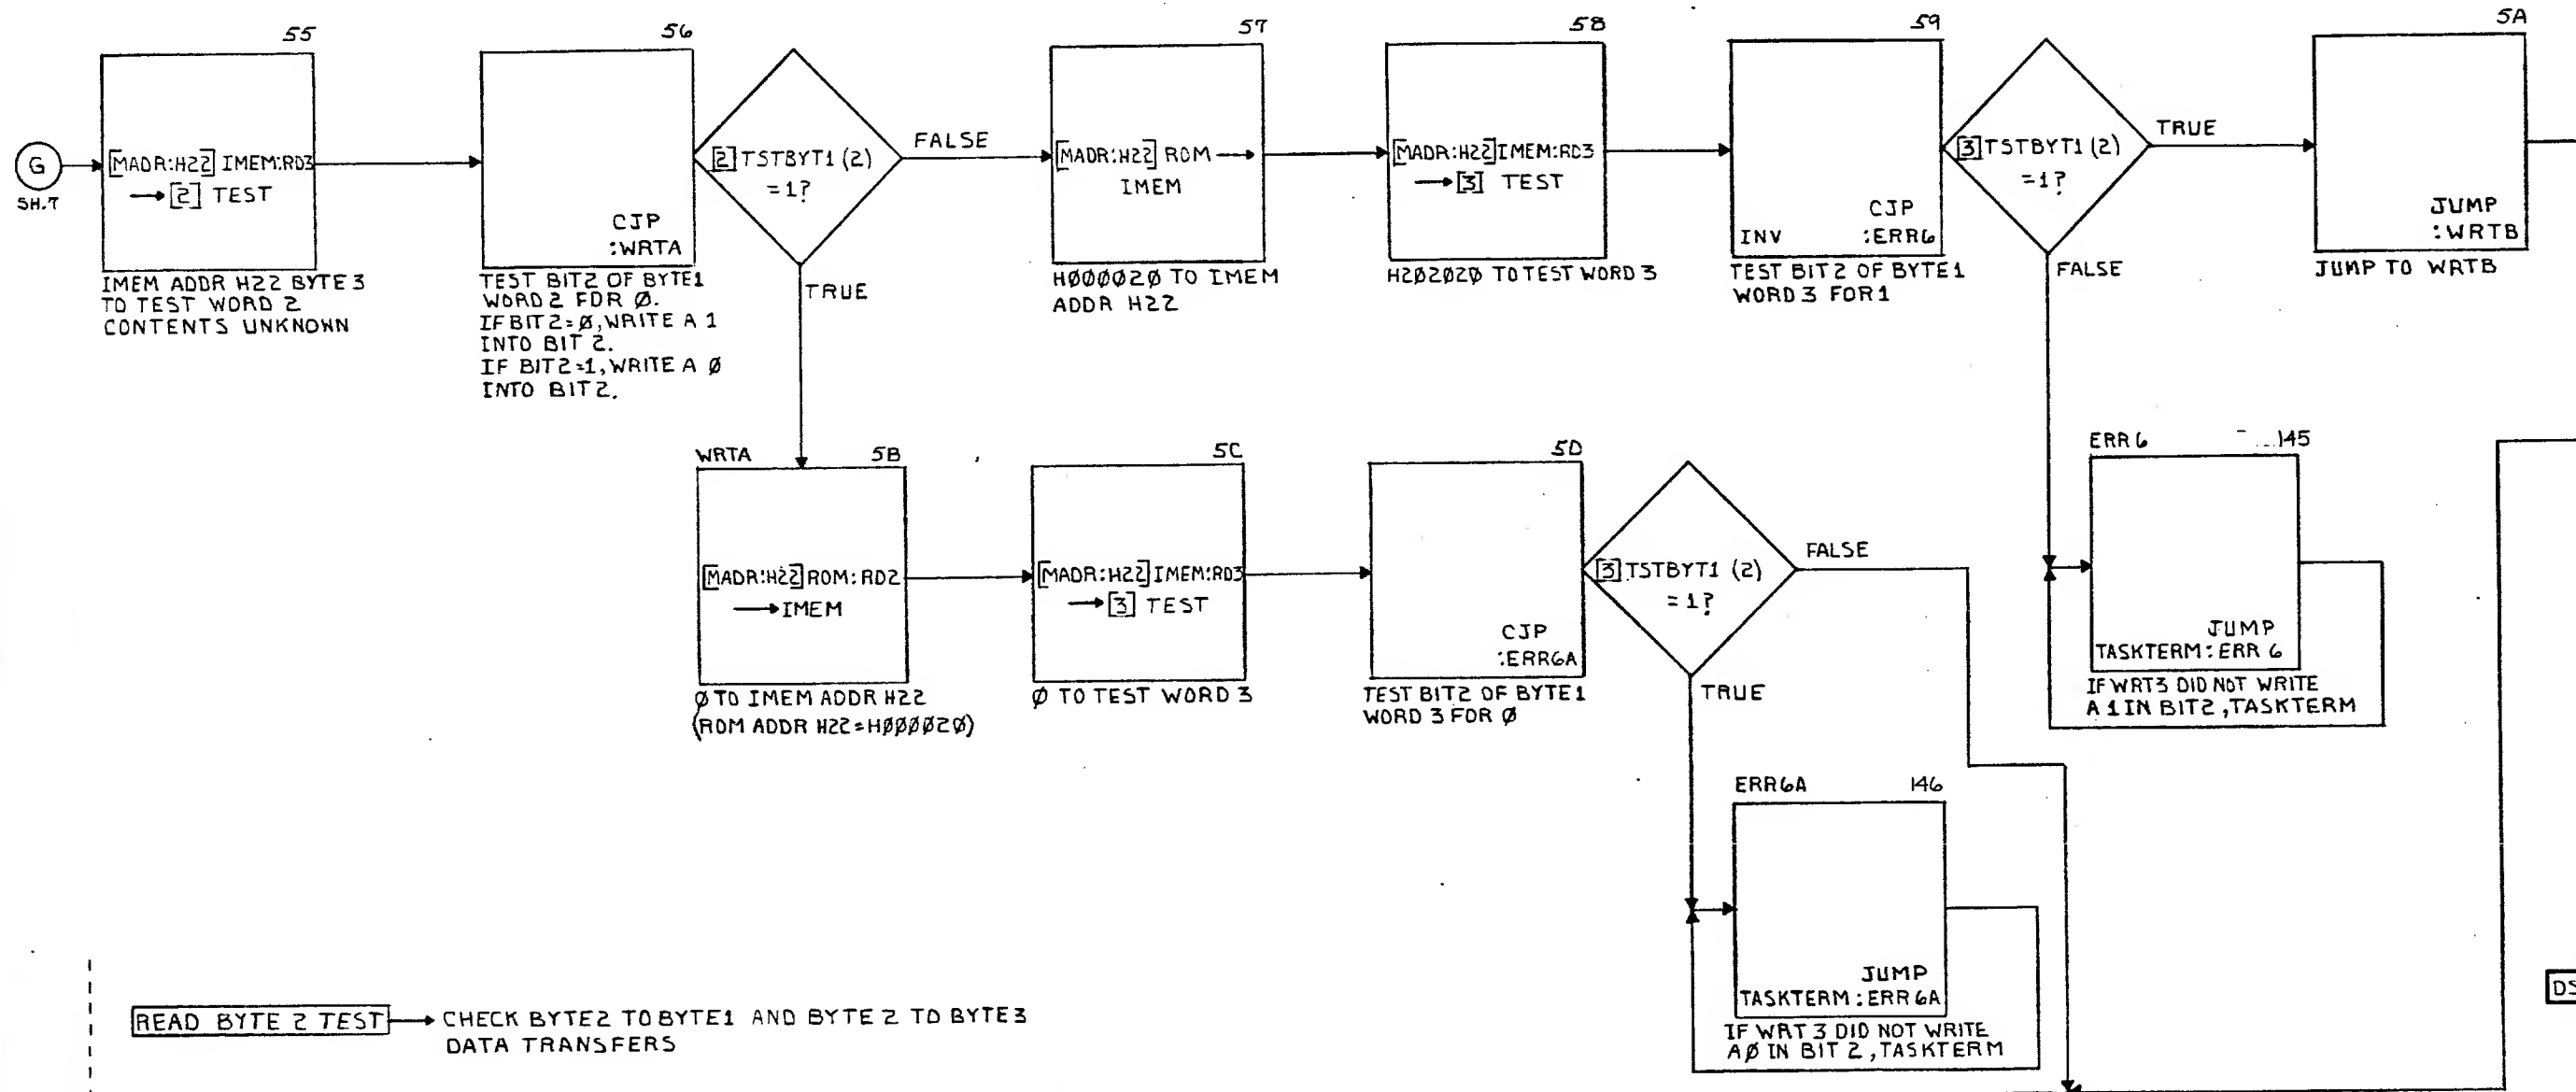 G
SH.7
55
[MADR:H22] IMEM:RD3
→[2] TEST
IMEM ADDR H22 BYTE 3
TO TEST WORD 2
CONTENTS UNKNOWN
56
CJP
:WRTA
TEST BIT2 OF BYTE1
WORD 2 FOR Ø.
IF BIT2=Ø, WRITE A 1
INTO BIT 2.
IF BIT2=1, WRITE A Ø
INTO BIT 2.
[2] TSTBYT1 (2)
=1?
FALSE
TRUE
57
[MADR:H22] ROM →
IMEM
HØØØØ2Ø TO IMEM
ADDR H22
58
[MADR:H22] IMEM:RD3
→[3] TEST
H2Ø2Ø2Ø TO TEST WORD 3
59
CJP
INV :ERR6
TEST BIT 2 OF BYTE1
WORD 3 FOR 1
[3] TSTBYT1 (2)
=1?
TRUE
FALSE
5A
JUMP
:WRTB
JUMP TO WRTB
WRTA 5B
[MADR:H22] ROM:RD2
→IMEM
Ø TO IMEM ADDR H22
(ROM ADDR H22=HØØØØ2Ø)
5C
[MADR:H22] IMEM:RD3
→[3] TEST
Ø TO TEST WORD 3
5D
CJP
:ERR6A
TEST BIT2 OF BYTE1
WORD 3 FOR Ø
[3] TSTBYT1 (2)
=1?
FALSE
TRUE
ERR6 145
JUMP
TASKTERM:ERR 6
IF WRT3 DID NOT WRITE
A 1 IN BIT2, TASKTERM
ERR6A 146
JUMP
TASKTERM:ERR 6A
IF WRT 3 DID NOT WRITE
A Ø IN BIT 2, TASKTERM
READ BYTE 2 TEST → CHECK BYTE2 TO BYTE1 AND BYTE 2 TO BYTE3
DATA TRANSFERS